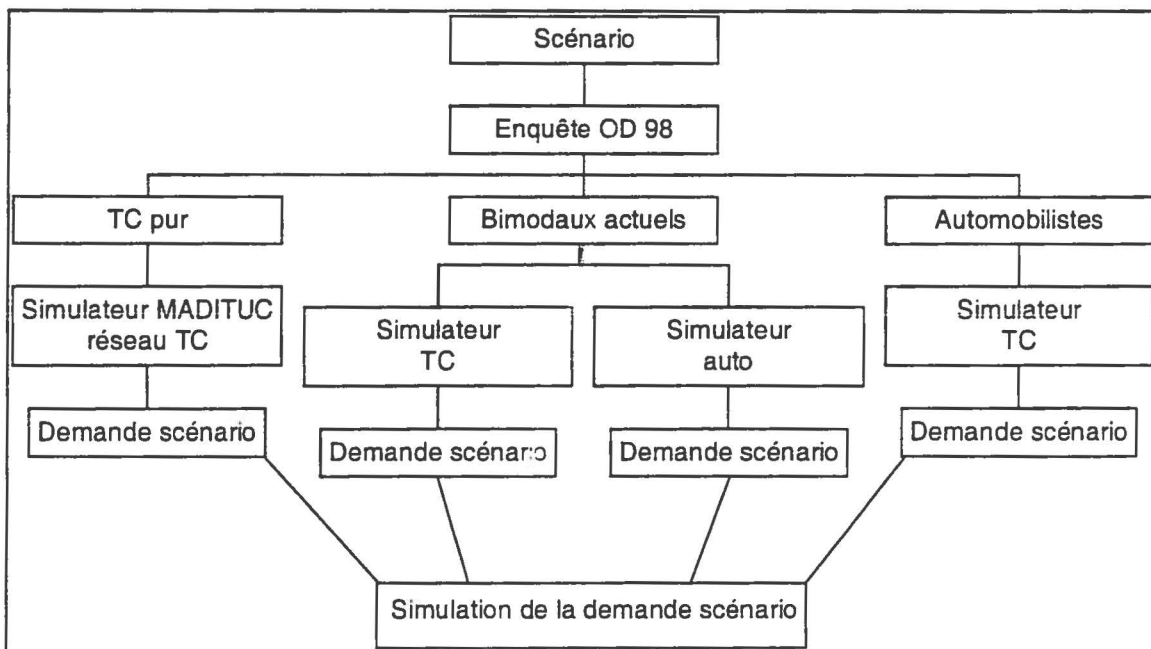 Scénario
Enquête OD 98
TC pur
Bimodaux actuels
Automobilistes
Simulateur MADITUC
réseau TC
Simulateur
TC
Simulateur
auto
Simulateur
TC
Demande scénario
Demande scénario
Demande scénario
Demande scénario
Simulation de la demande scénario